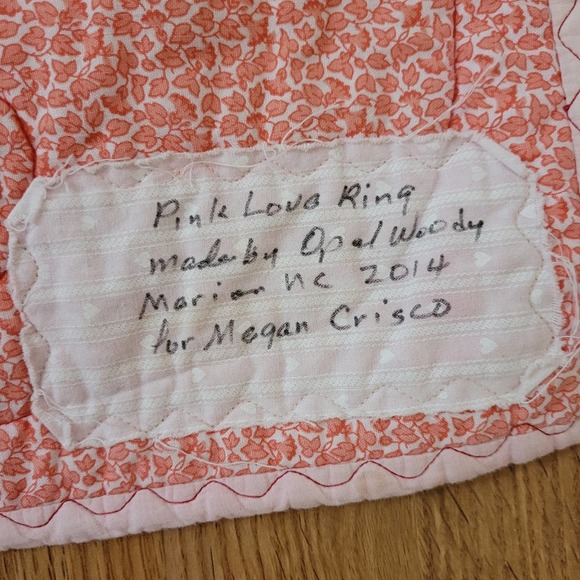 Pink Love Ring
made by Opal Woody
Marion NC 2014
for Megan Crisco